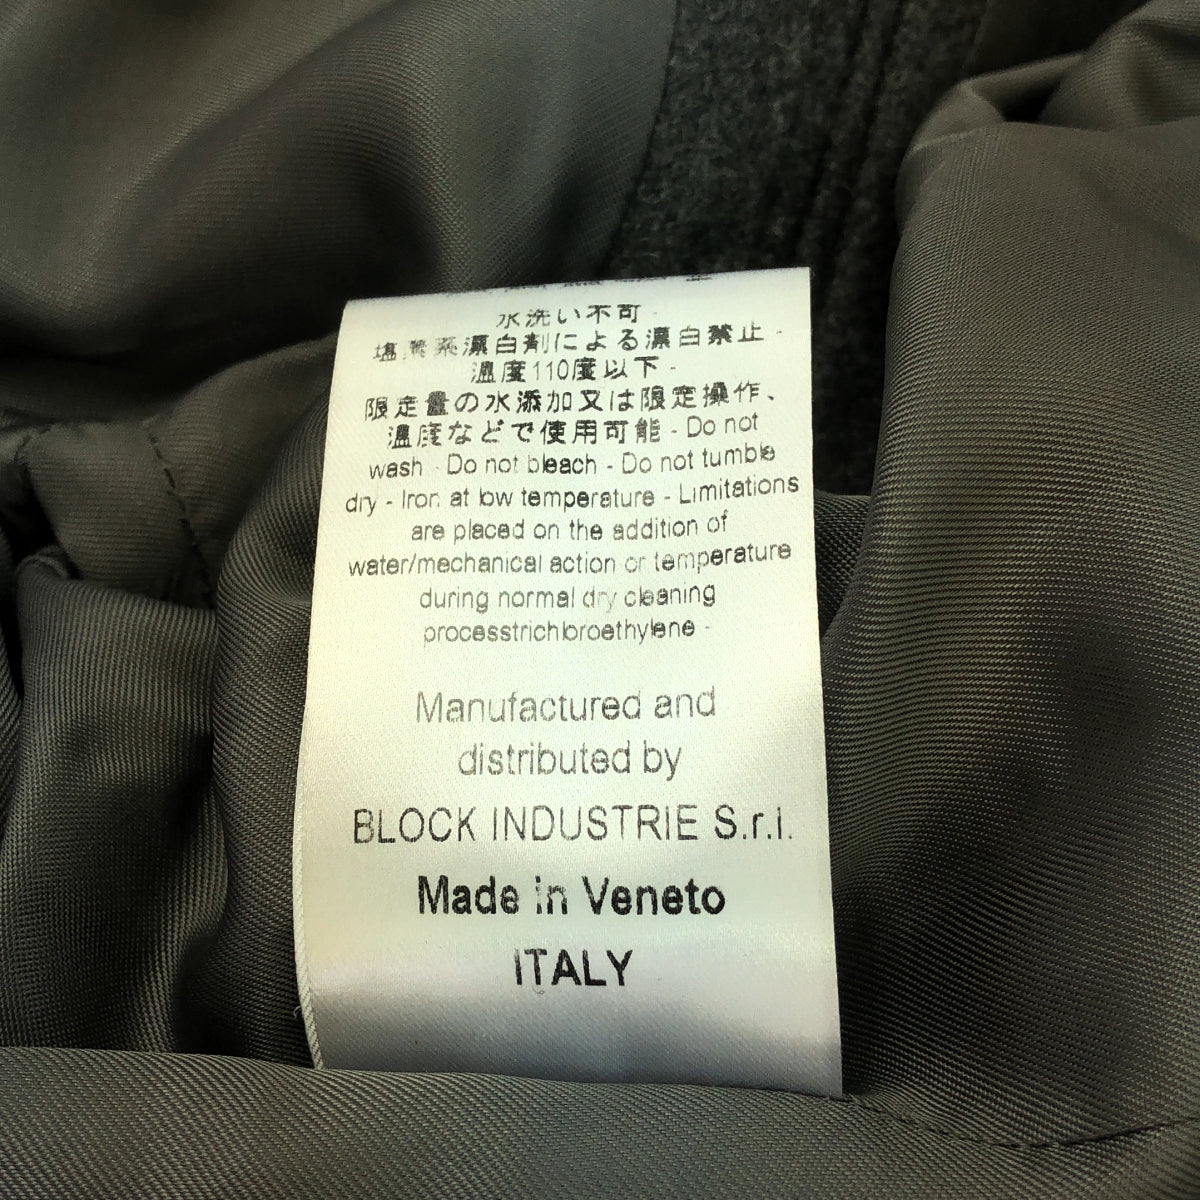 水洗い不可 -
塩素系漂白剤による漂白禁止 -
温度110度以下 -
限定量の水添加又は限定操作、
温度などで使用可能 - Do not
wash - Do not bleach - Do not tumble
dry - Iron at low temperature - Limitations
are placed on the addition of
water/mechanical action or temperature
during normal dry cleaning
processtrichloroethylene -
Manufactured and
distributed by
BLOCK INDUSTRIE S.r.l.
Made in Veneto
ITALY